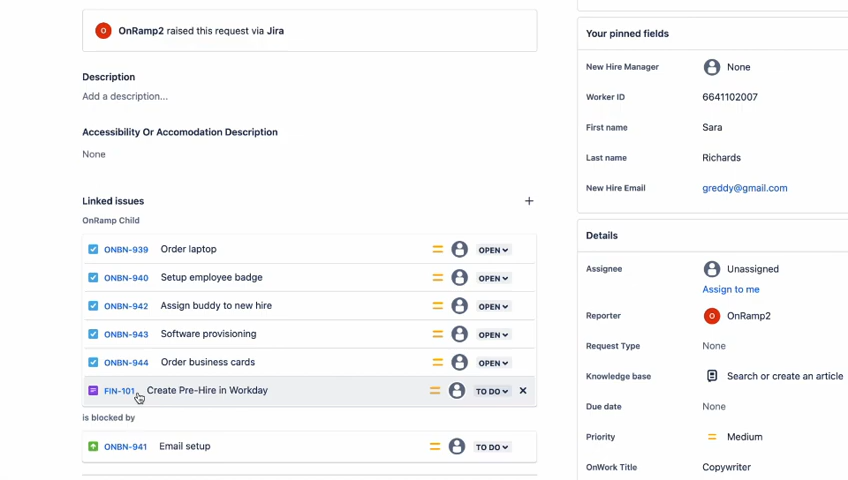 O OnRamp2 raised this request via Jira
Description
Add a description...
Accessibility Or Accomodation Description
None
Linked issues +
OnRamp Child
ONBN-939 Order laptop OPEN
ONBN-940 Setup employee badge OPEN
ONBN-942 Assign buddy to new hire OPEN
ONBN-943 Software provisioning OPEN
ONBN-944 Order business cards OPEN
FIN-101 Create Pre-Hire in Workday TO DO
is blocked by
ONBN-941 Email setup TO DO
Your pinned fields
New Hire Manager None
Worker ID 6641102007
First name Sara
Last name Richards
New Hire Email greddy@gmail.com
Details
Assignee Unassigned
Assign to me
Reporter O OnRamp2
Request Type None
Knowledge base Search or create an article
Due date None
Priority Medium
OnWork Title Copywriter